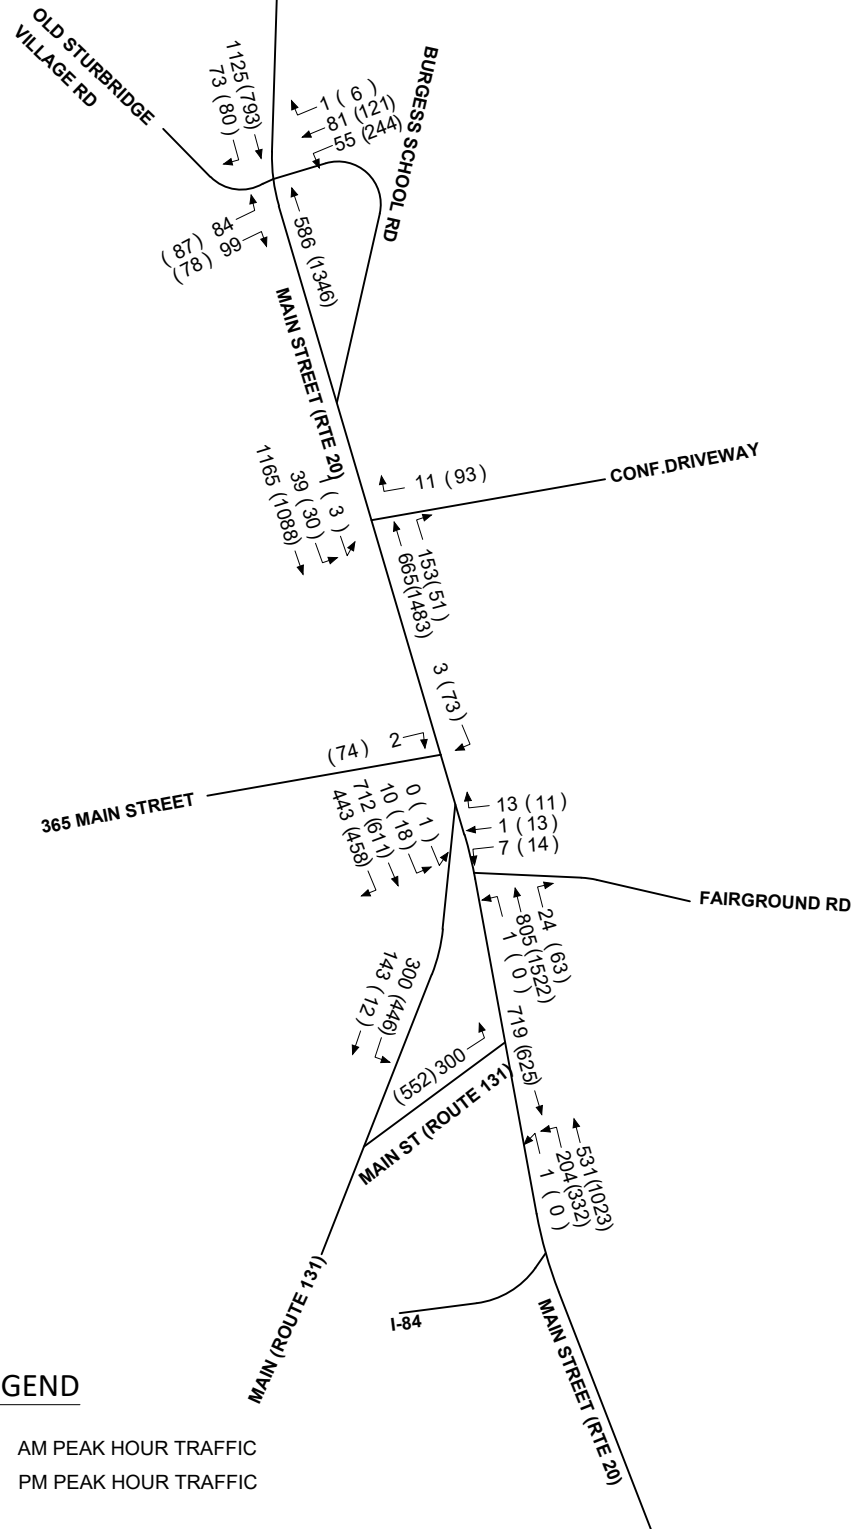 OLD STURBRIDGE
VILLAGE RD
1125 (793)
73 (80)
1 ( 6 )
81 (121)
55 (244)
BURGESS SCHOOL RD
( 87) 84
(78) 99
586 (1346)
MAIN STREET (RTE 20)
1 ( 3 )
39 (30 )
1165 (1088)
11 (93)
CONF.DRIVEWAY
153( 51)
665(1483)
3 ( 73)
(74) 2
365 MAIN STREET
0 ( 1 )
10 ( 18)
712 (611)
443 (458)
13 ( 11)
1 ( 13)
7 ( 14)
FAIRGROUND RD
24 ( 63)
805 (1522)
1 ( 0 )
300 (446)
143 ( 12)
719 (625)
(552) 300
MAIN ST (ROUTE 131)
531 (1023)
204 (332)
1 ( 0 )
MAIN (ROUTE 131)
I-84
MAIN STREET (RTE 20)
GEND
AM PEAK HOUR TRAFFIC
PM PEAK HOUR TRAFFIC